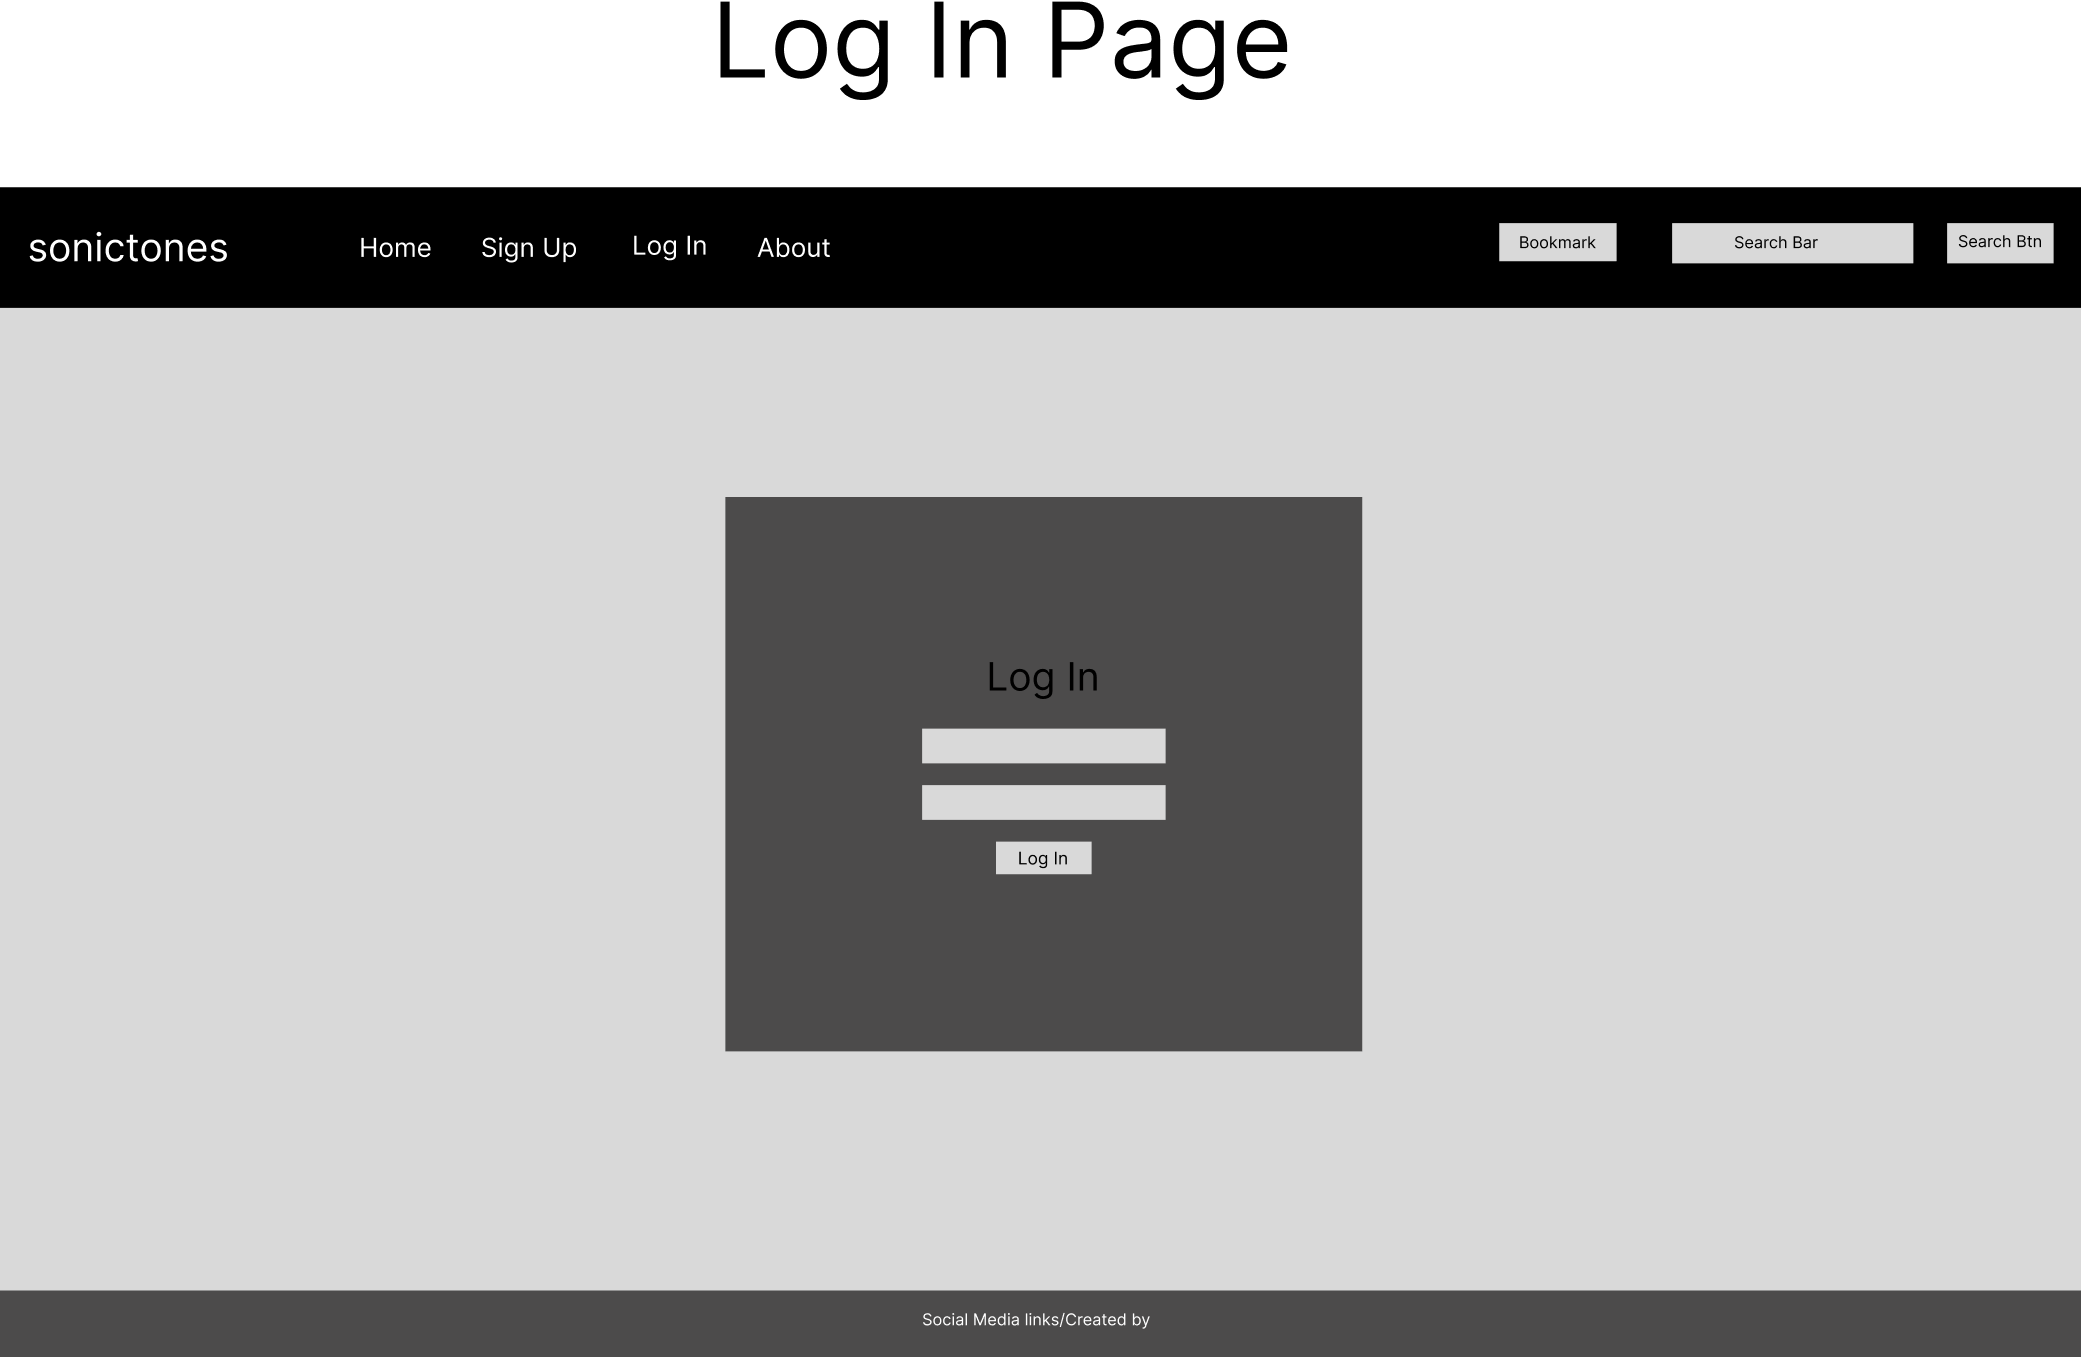 Log In Page
sonictones Home Sign Up Log In About Bookmark Search Bar Search Btn
Log In
Log In
Social Media links/Created by